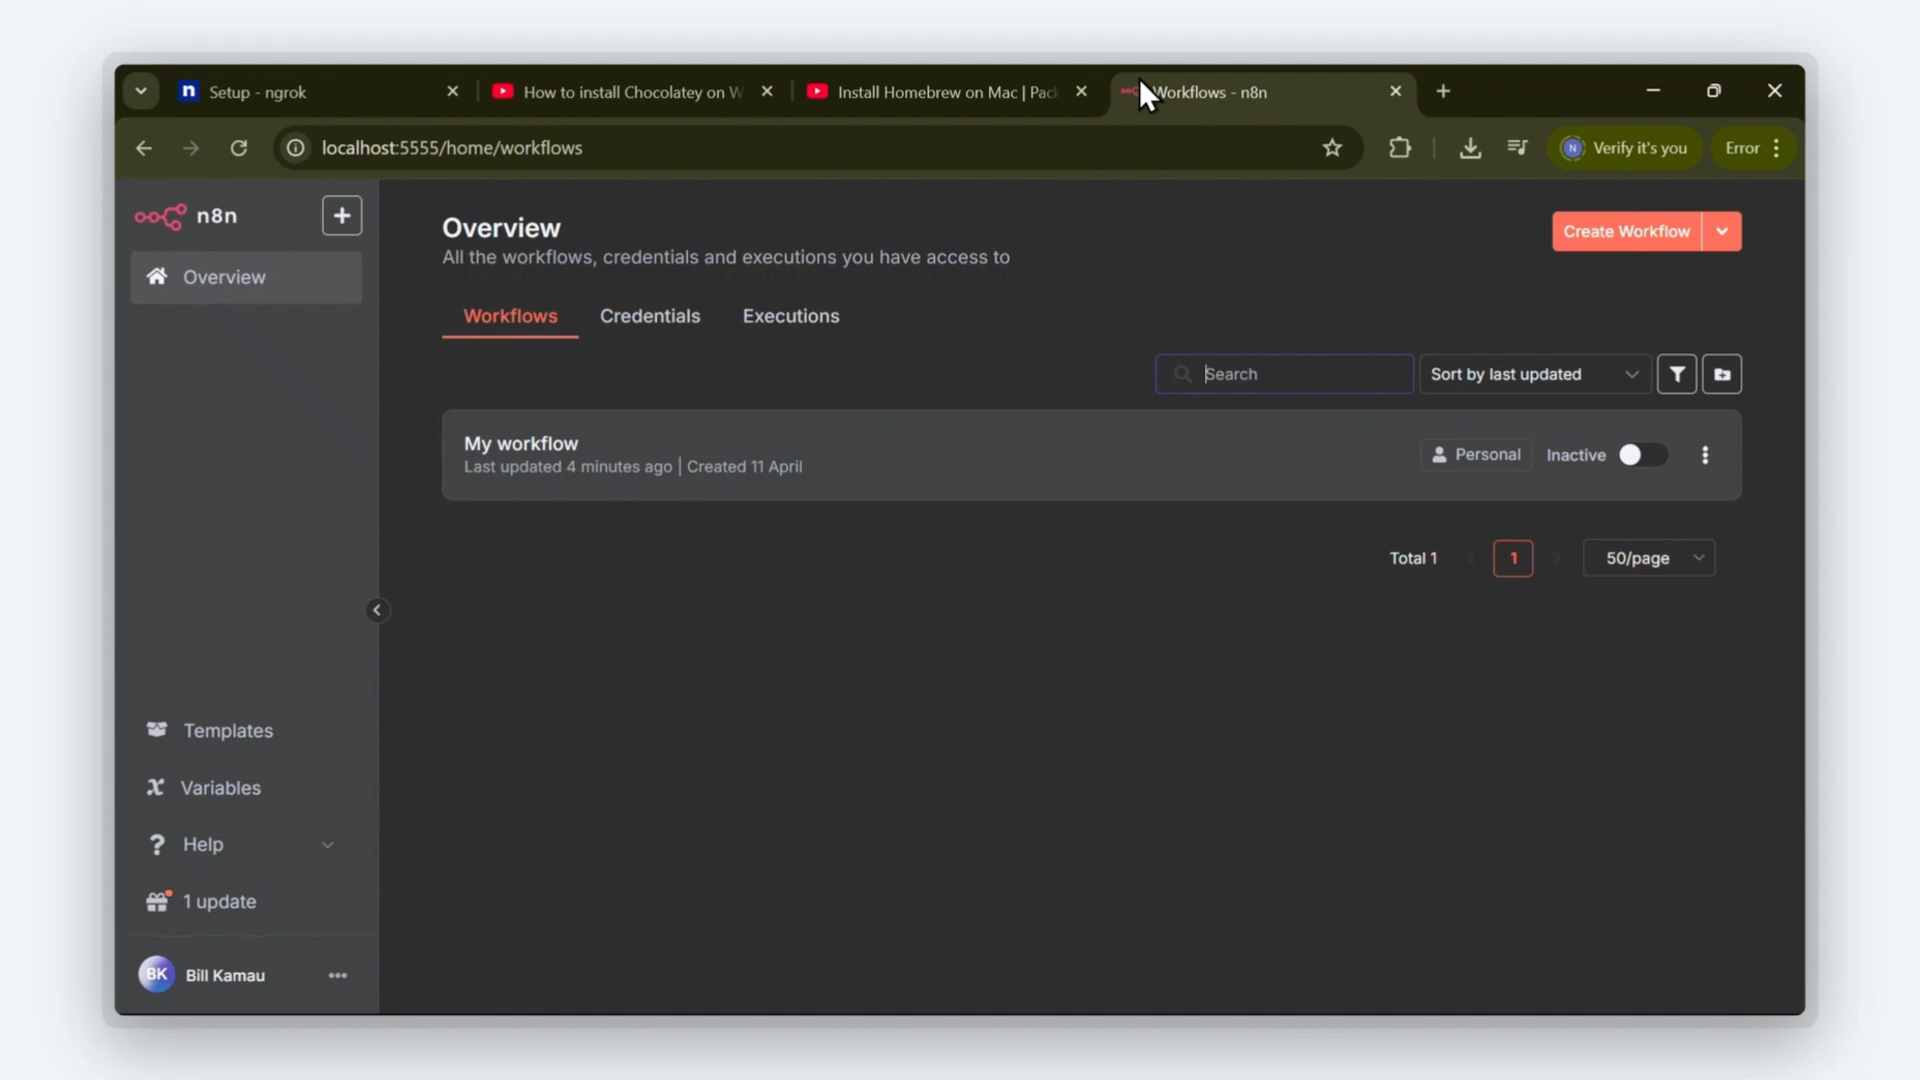 n Setup - ngrok
How to install Chocolatey on W
Install Homebrew on Mac | Pac
Workflows - n8n
localhost:5555/home/workflows
N Verify it's you
Error
n8n
Overview
Templates
Variables
Help
1 update
BK Bill Kamau
Overview
All the workflows, credentials and executions you have access to
Create Workflow
Workflows Credentials Executions
Search
Sort by last updated
My workflow
Last updated 4 minutes ago | Created 11 April
Personal
Inactive
Total 1
1
50/page